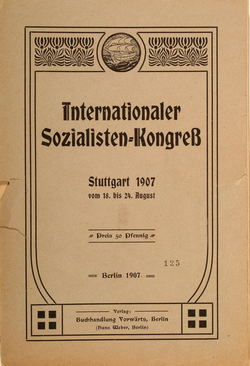 Internationaler
Sozialisten-Kongreß
Stuttgart 1907
vom 18. bis 24. August
Preis 50 Pfennig
125
Berlin 1907
Verlag:
Buchhandlung Vorwärts, Berlin
(Hans Weber, Berlin)